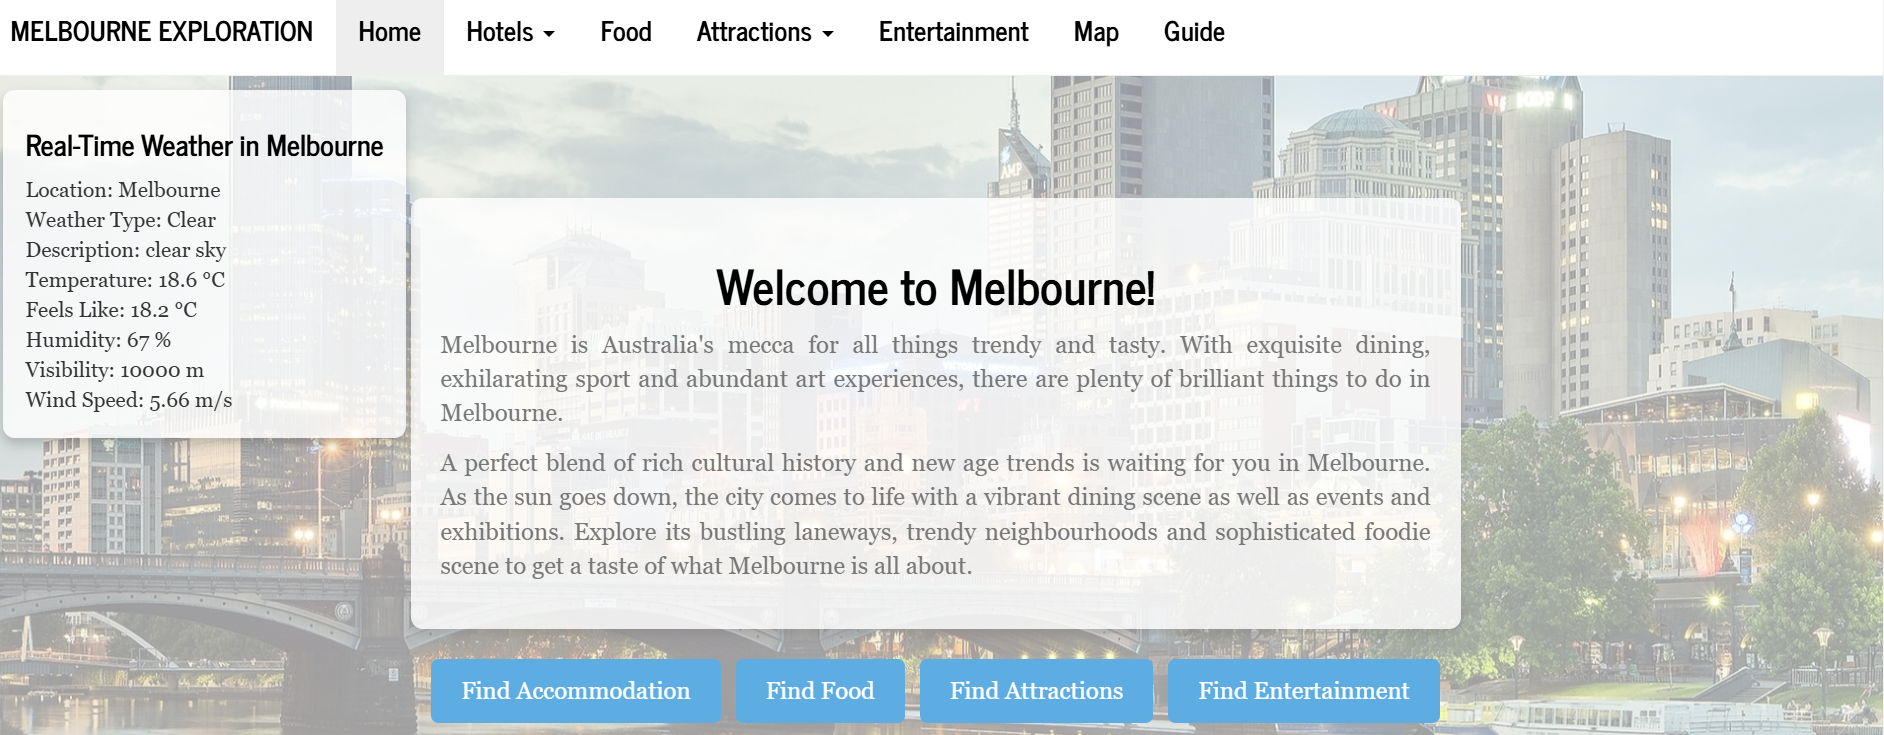 MELBOURNE EXPLORATION Home Hotels Food Attractions Entertainment Map Guide
Real-Time Weather in Melbourne
Location: Melbourne
Weather Type: Clear
Description: clear sky
Temperature: 18.6 °C
Feels Like: 18.2 °C
Humidity: 67 %
Visibility: 10000 m
Wind Speed: 5.66 m/s
AMP
Welcome to Melbourne!
Melbourne is Australia's mecca for all things trendy and tasty. With exquisite dining,
exhilarating sport and abundant art experiences, there are plenty of brilliant things to do in
Melbourne.
A perfect blend of rich cultural history and new age trends is waiting for you in Melbourne.
As the sun goes down, the city comes to life with a vibrant dining scene as well as events and
exhibitions. Explore its bustling laneways, trendy neighbourhoods and sophisticated foodie
scene to get a taste of what Melbourne is all about.
Find Accommodation Find Food Find Attractions Find Entertainment